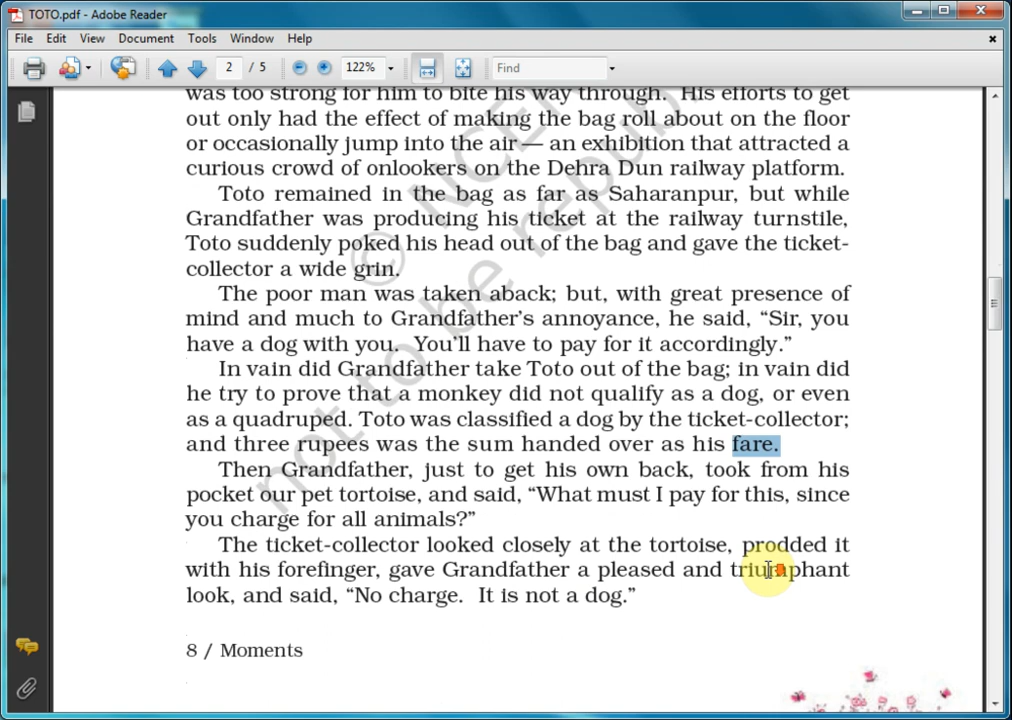 TOTO.pdf - Adobe Reader
File Edit View Document Tools Window Help
2 / 5 122% Find
was too strong for him to bite his way through. His efforts to get
out only had the effect of making the bag roll about on the floor
or occasionally jump into the air — an exhibition that attracted a
curious crowd of onlookers on the Dehra Dun railway platform.
Toto remained in the bag as far as Saharanpur, but while
Grandfather was producing his ticket at the railway turnstile,
Toto suddenly poked his head out of the bag and gave the ticket-
collector a wide grin.
The poor man was taken aback; but, with great presence of
mind and much to Grandfather's annoyance, he said, “Sir, you
have a dog with you. You'll have to pay for it accordingly.”
In vain did Grandfather take Toto out of the bag; in vain did
he try to prove that a monkey did not qualify as a dog, or even
as a quadruped. Toto was classified a dog by the ticket-collector;
and three rupees was the sum handed over as his fare.
Then Grandfather, just to get his own back, took from his
pocket our pet tortoise, and said, “What must I pay for this, since
you charge for all animals?”
The ticket-collector looked closely at the tortoise, prodded it
with his forefinger, gave Grandfather a pleased and triumphant
look, and said, “No charge. It is not a dog.”
8 / Moments
© NCE
not to be republ